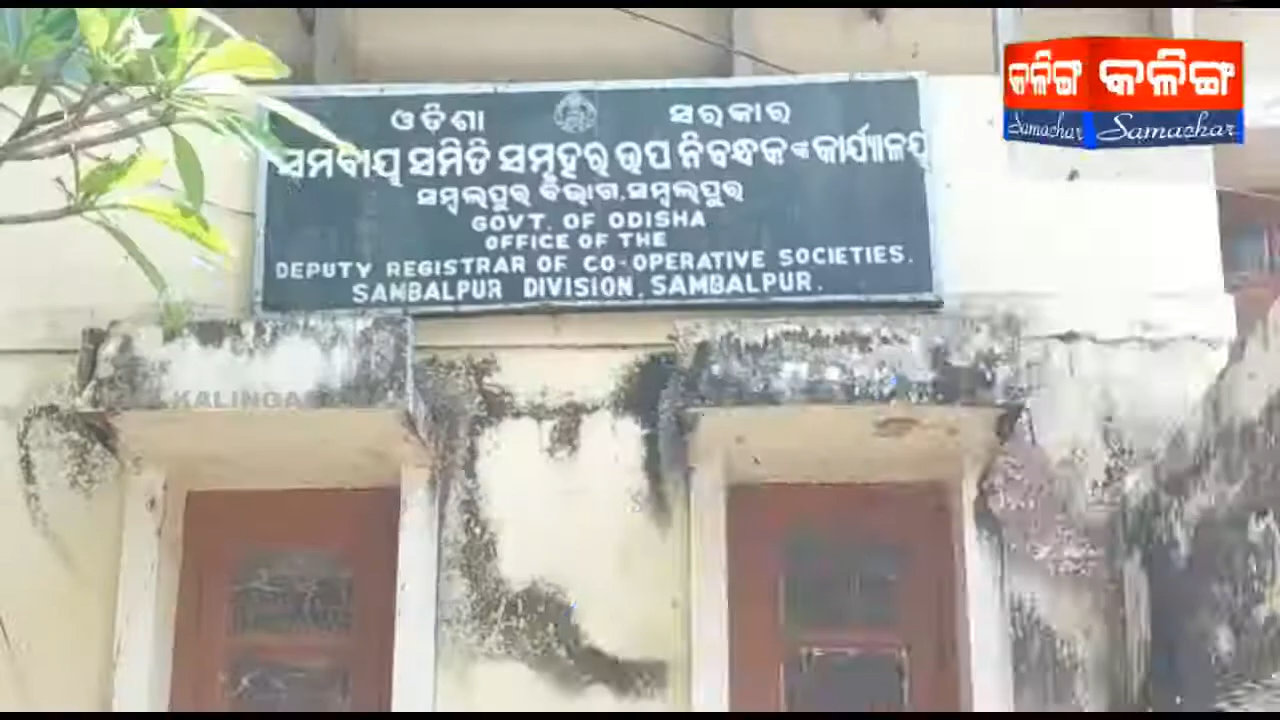 କଳିଙ୍ଗ କଳିଙ୍ଗ
Samachar Samachar
ଓଡିଶା ସରକାର
ସମବାୟ ସମିତି ସମୂହର ଉପ ନିବନ୍ଧକଙ୍କ କାର୍ଯ୍ୟାଳୟ
ସମ୍ବଲପୁର ବିଭାଗ,ସମ୍ବଲପୁର
GOVT. OF ODISHA
OFFICE OF THE
DEPUTY REGISTRAR OF CO-OPERATIVE SOCIETIES.
SAMBALPUR DIVISION, SAMBALPUR.
KALINGA